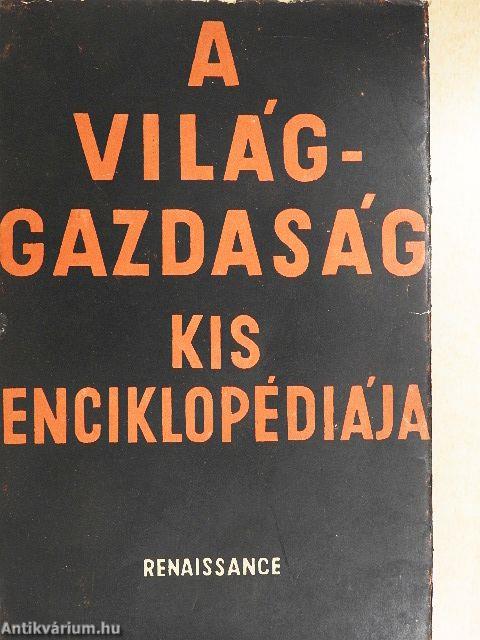 A
VILÁG-
GAZDASÁG
KIS
ENCIKLOPÉDIÁJA
RENAISSANCE
Antikvárium.hu